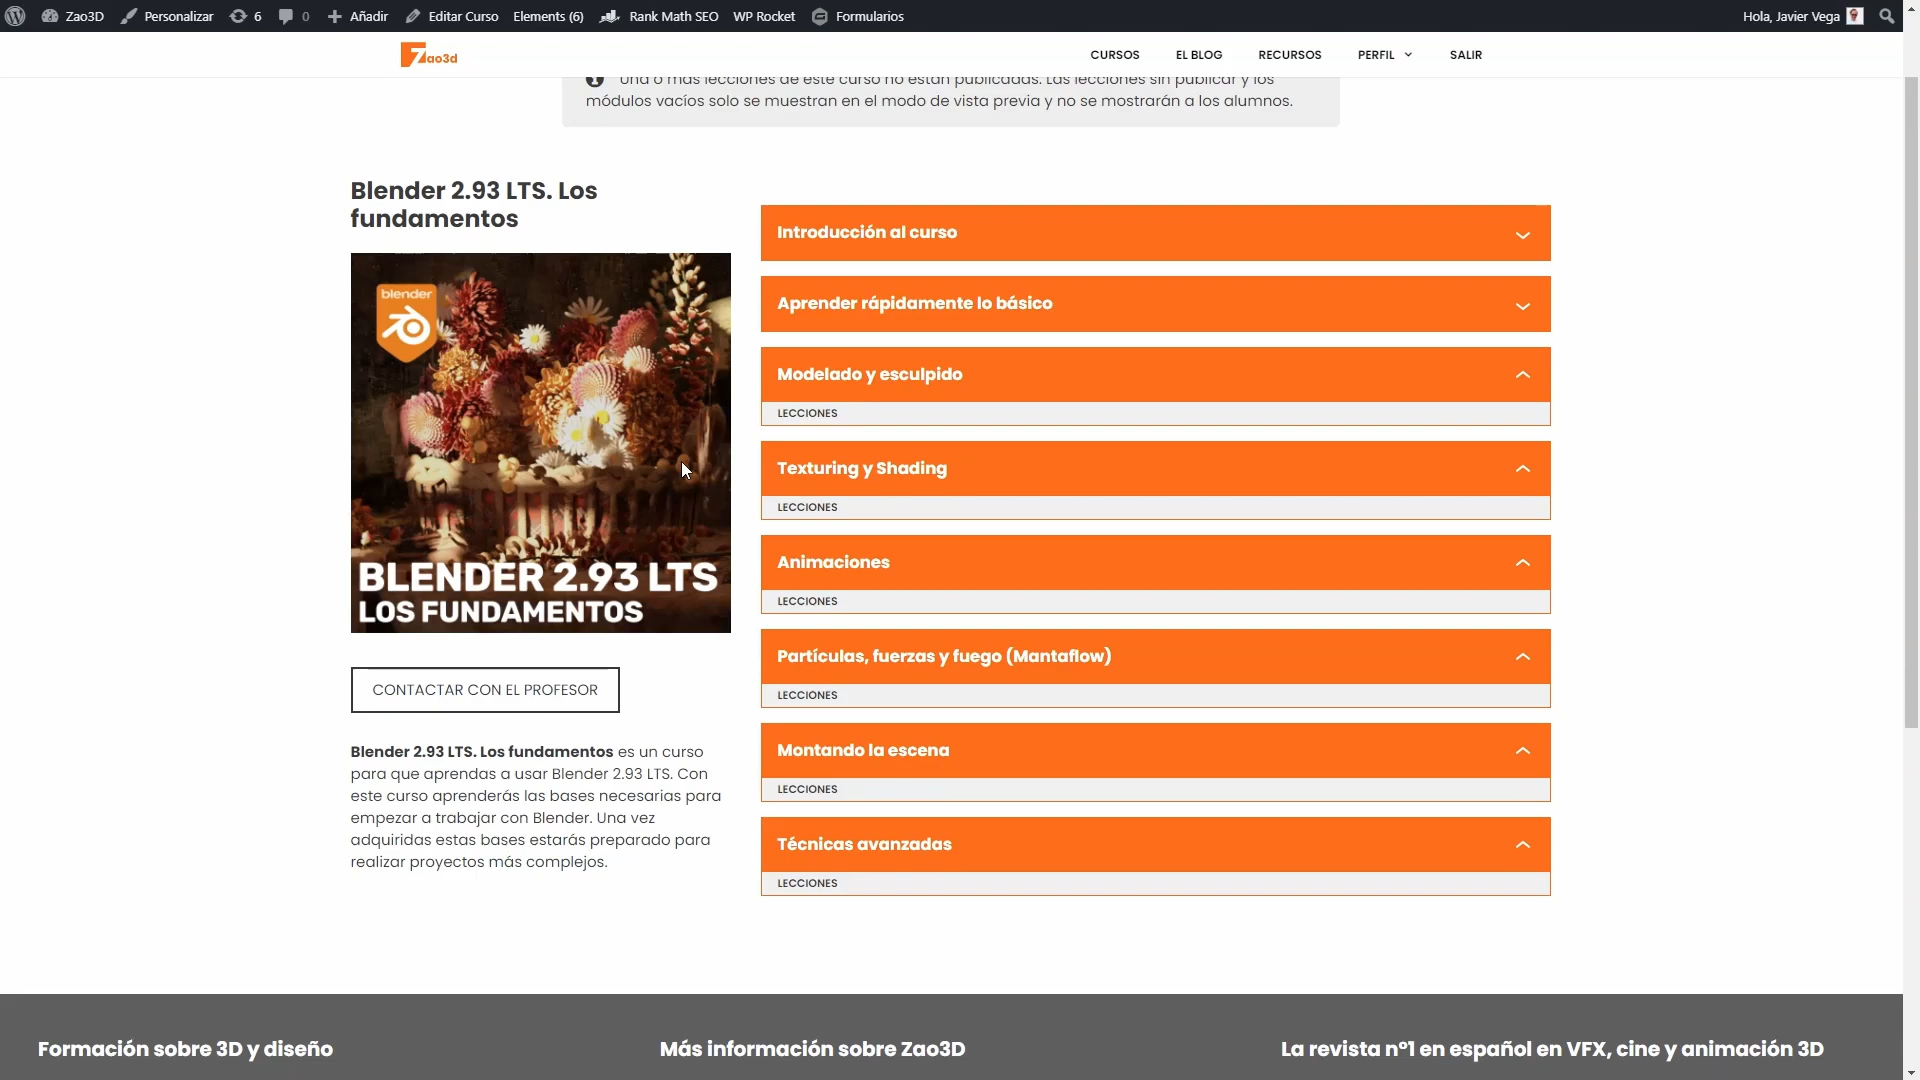 Zao3D
Personalizar
6
0
Añadir
Editar Curso
Elements (6)
Rank Math SEO
WP Rocket
Formularios
Hola, Javier Vega
Zao3d
CURSOS
EL BLOG
RECURSOS
PERFIL
SALIR
Una o más lecciones de este curso no están publicadas. Las lecciones sin publicar y los
módulos vacíos solo se muestran en el modo de vista previa y no se mostrarán a los alumnos.
Blender 2.93 LTS. Los
fundamentos
blender
BLENDER 2.93 LTS
LOS FUNDAMENTOS
CONTACTAR CON EL PROFESOR
Blender 2.93 LTS. Los fundamentos es un curso
para que aprendas a usar Blender 2.93 LTS. Con
este curso aprenderás las bases necesarias para
empezar a trabajar con Blender. Una vez
adquiridas estas bases estarás preparado para
realizar proyectos más complejos.
Introducción al curso
Aprender rápidamente lo básico
Modelado y esculpido
LECCIONES
Texturing y Shading
LECCIONES
Animaciones
LECCIONES
Partículas, fuerzas y fuego (Mantaflow)
LECCIONES
Montando la escena
LECCIONES
Técnicas avanzadas
LECCIONES
Formación sobre 3D y diseño
Más información sobre Zao3D
La revista nº1 en español en VFX, cine y animación 3D